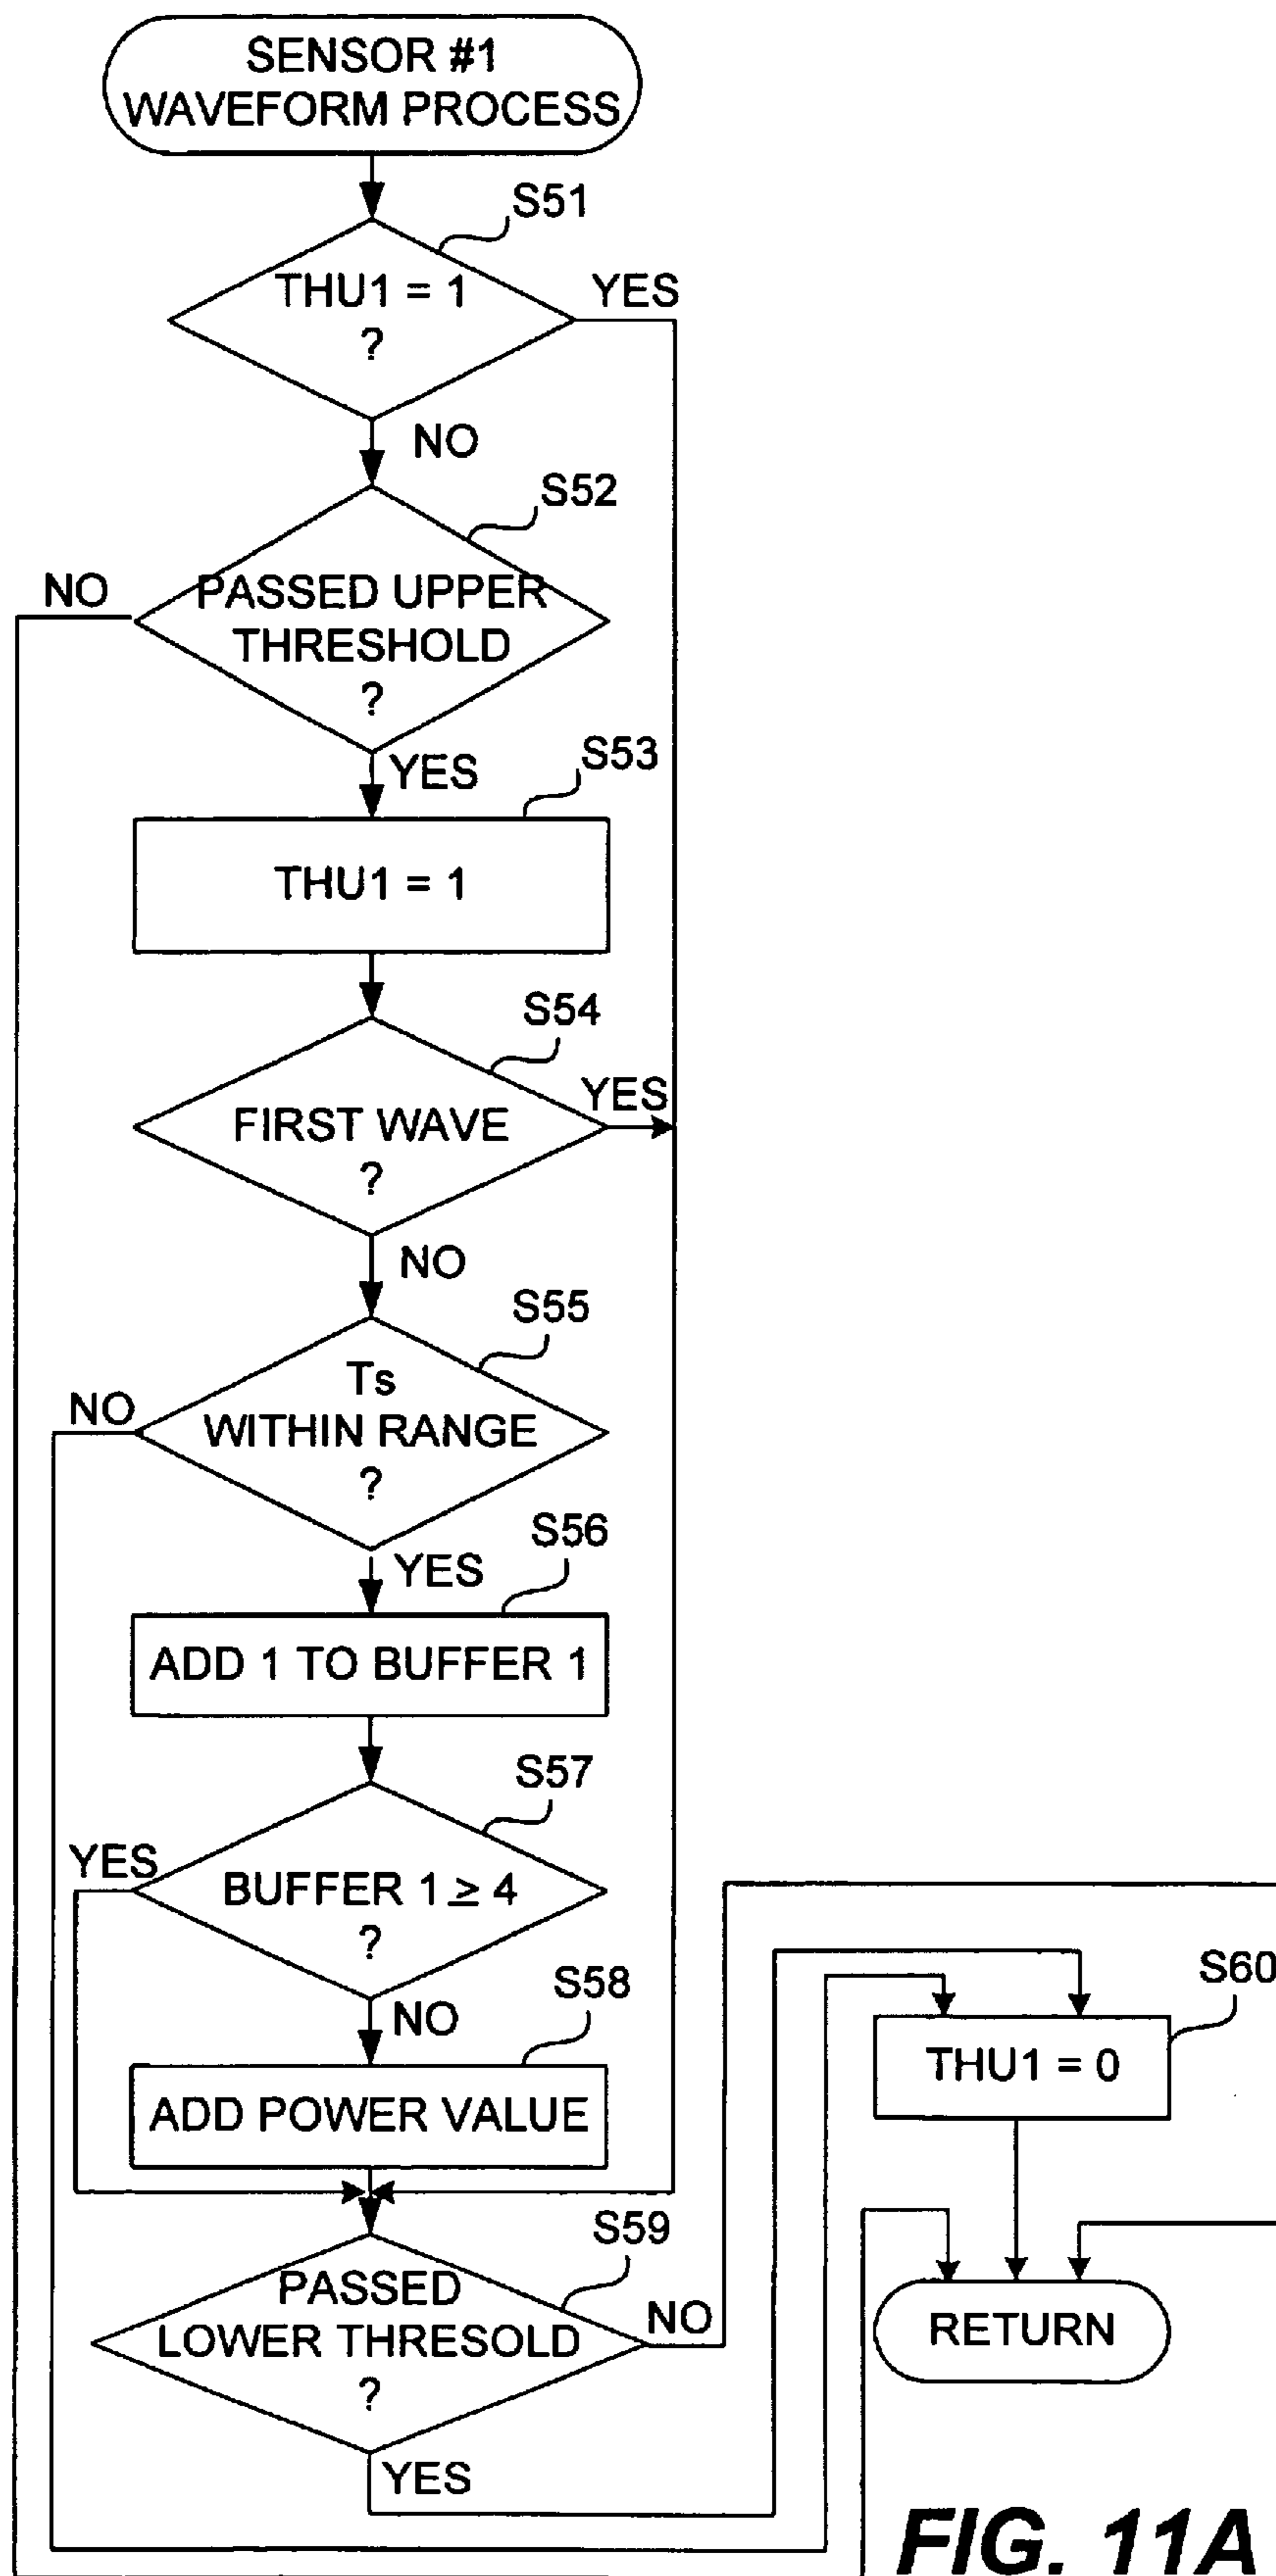 SENSOR #1
WAVEFORM PROCESS
S51
THU1 = 1
?
YES
NO
S52
NO
PASSED UPPER
THRESHOLD
?
YES
S53
THU1 = 1
S54
FIRST WAVE
?
YES
NO
S55
Ts
WITHIN RANGE
?
NO
YES
S56
ADD 1 TO BUFFER 1
S57
YES
BUFFER 1 ≥ 4
?
NO
S58
ADD POWER VALUE
S60
THU1 = 0
S59
PASSED
LOWER THRESOLD
?
NO
YES
RETURN
FIG. 11A